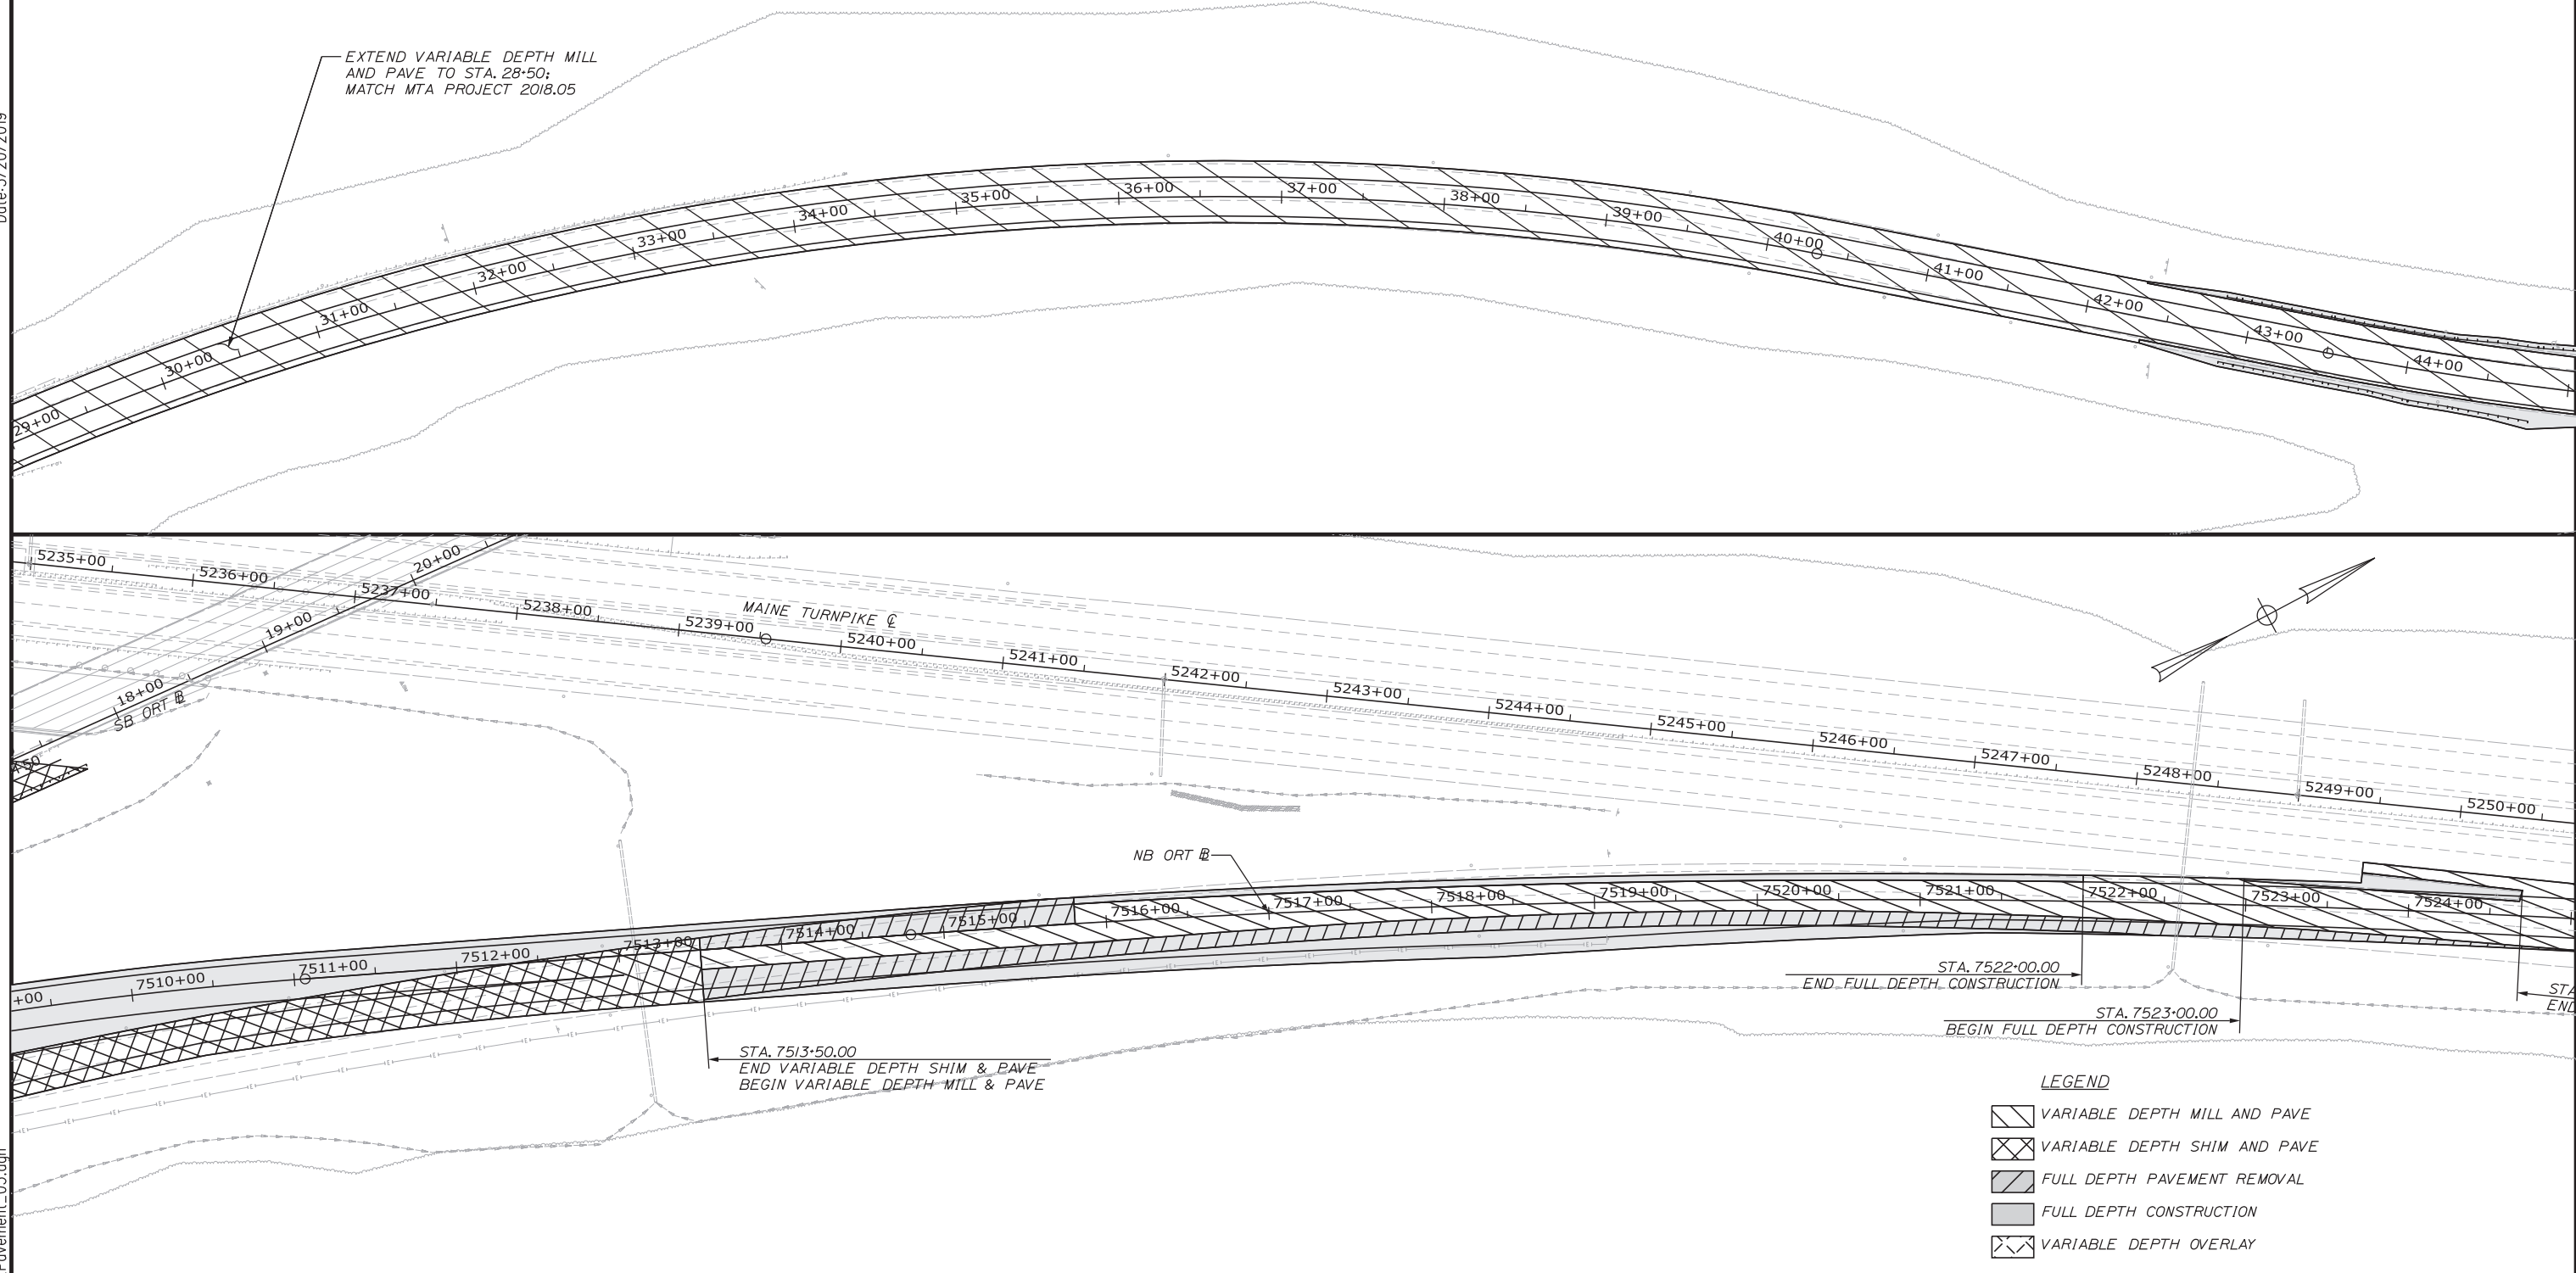 EXTEND VARIABLE DEPTH MILL
AND PAVE TO STA. 28+50;
MATCH MTA PROJECT 2018.05
29+00
30+00
31+00
32+00
33+00
34+00
35+00
36+00
37+00
38+00
39+00
40+00
41+00
42+00
43+00
44+00
5235+00
5236+00
5237+00
5238+00
5239+00
5240+00
5241+00
5242+00
5243+00
5244+00
5245+00
5246+00
5247+00
5248+00
5249+00
5250+00
MAINE TURNPIKE ℄
20+00
19+00
18+00
SB ORT BL
NB ORT BL
+00
7510+00
7511+00
7512+00
7513+00
7514+00
7515+00
7516+00
7517+00
7518+00
7519+00
7520+00
7521+00
7522+00
7523+00
7524+00
STA. 7513+50.00
END VARIABLE DEPTH SHIM & PAVE
BEGIN VARIABLE DEPTH MILL & PAVE
STA. 7522+00.00
END FULL DEPTH CONSTRUCTION
STA. 7523+00.00
BEGIN FULL DEPTH CONSTRUCTION
STA
END
LEGEND
VARIABLE DEPTH MILL AND PAVE
VARIABLE DEPTH SHIM AND PAVE
FULL DEPTH PAVEMENT REMOVAL
FULL DEPTH CONSTRUCTION
VARIABLE DEPTH OVERLAY